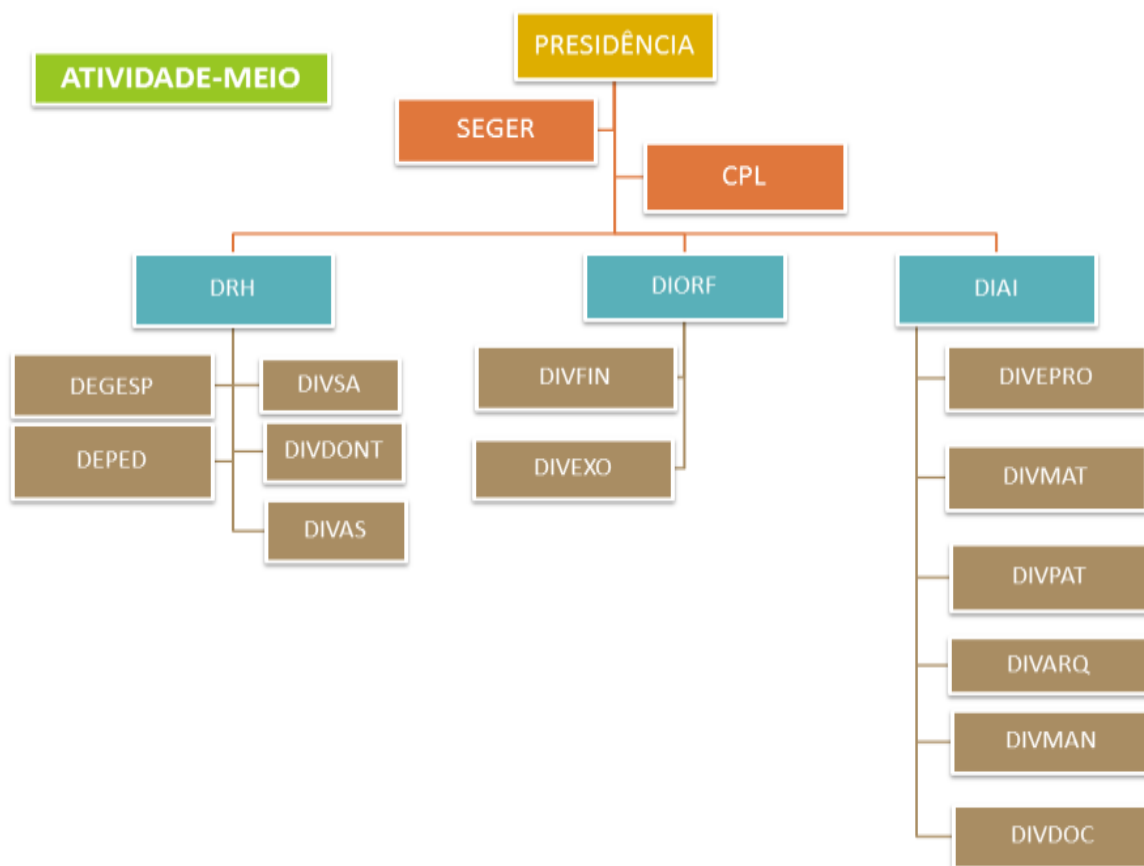 PRESIDÊNCIA
ATIVIDADE-MEIO
SEGER
CPL
DRH
DIORF
DIAI
DEGESP
DIVSA
DEPED
DIVDONT
DIVAS
DIVFIN
DIVEXO
DIVEPRO
DIVMAT
DIVPAT
DIVARQ
DIVMAN
DIVDOC